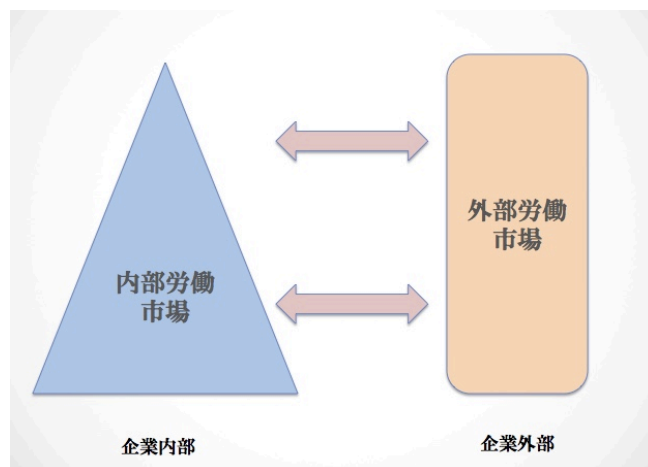 外部労働
市場
内部労働
市場
企業内部
企業外部